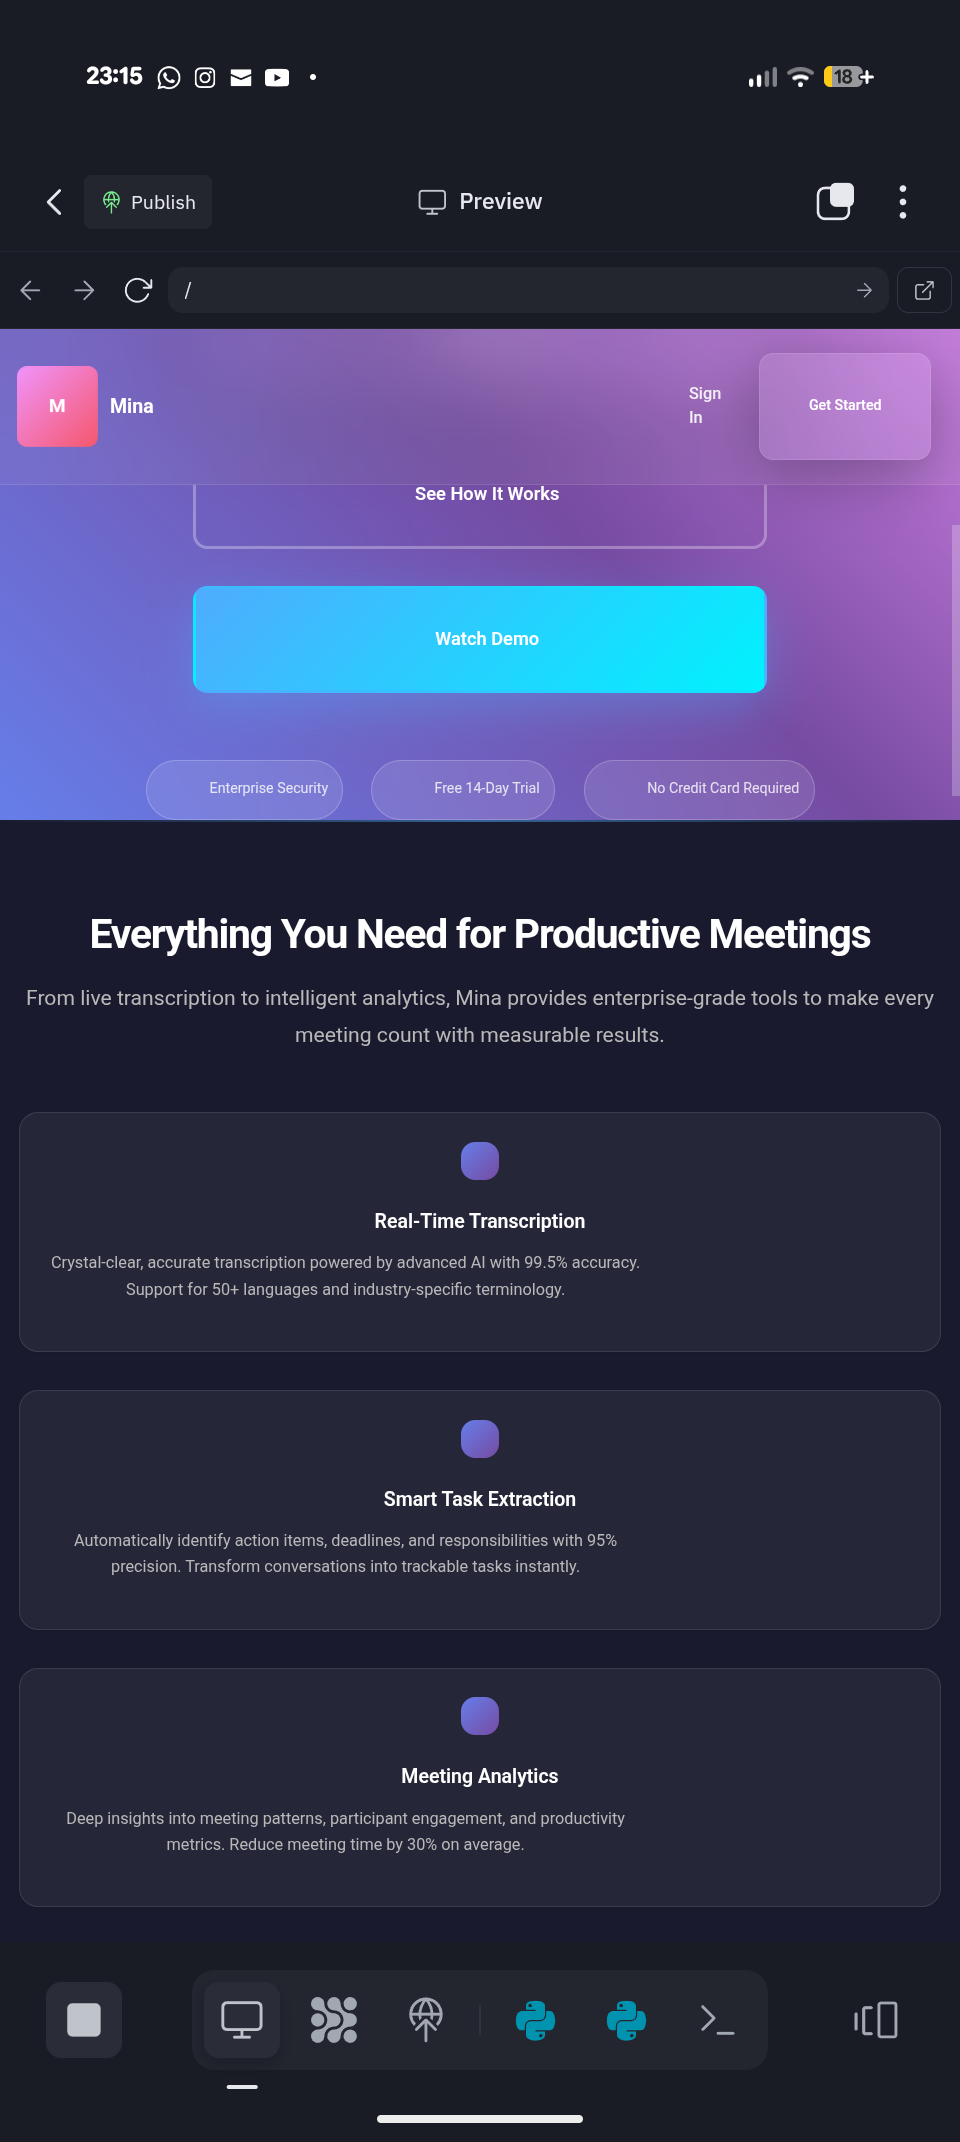 23:15
18
Publish
Preview
/
M
Mina
Sign
In
Get Started
See How It Works
Watch Demo
Enterprise Security
Free 14-Day Trial
No Credit Card Required
Everything You Need for Productive Meetings
From live transcription to intelligent analytics, Mina provides enterprise-grade tools to make every
meeting count with measurable results.
Real-Time Transcription
Crystal-clear, accurate transcription powered by advanced AI with 99.5% accuracy.
Support for 50+ languages and industry-specific terminology.
Smart Task Extraction
Automatically identify action items, deadlines, and responsibilities with 95%
precision. Transform conversations into trackable tasks instantly.
Meeting Analytics
Deep insights into meeting patterns, participant engagement, and productivity
metrics. Reduce meeting time by 30% on average.